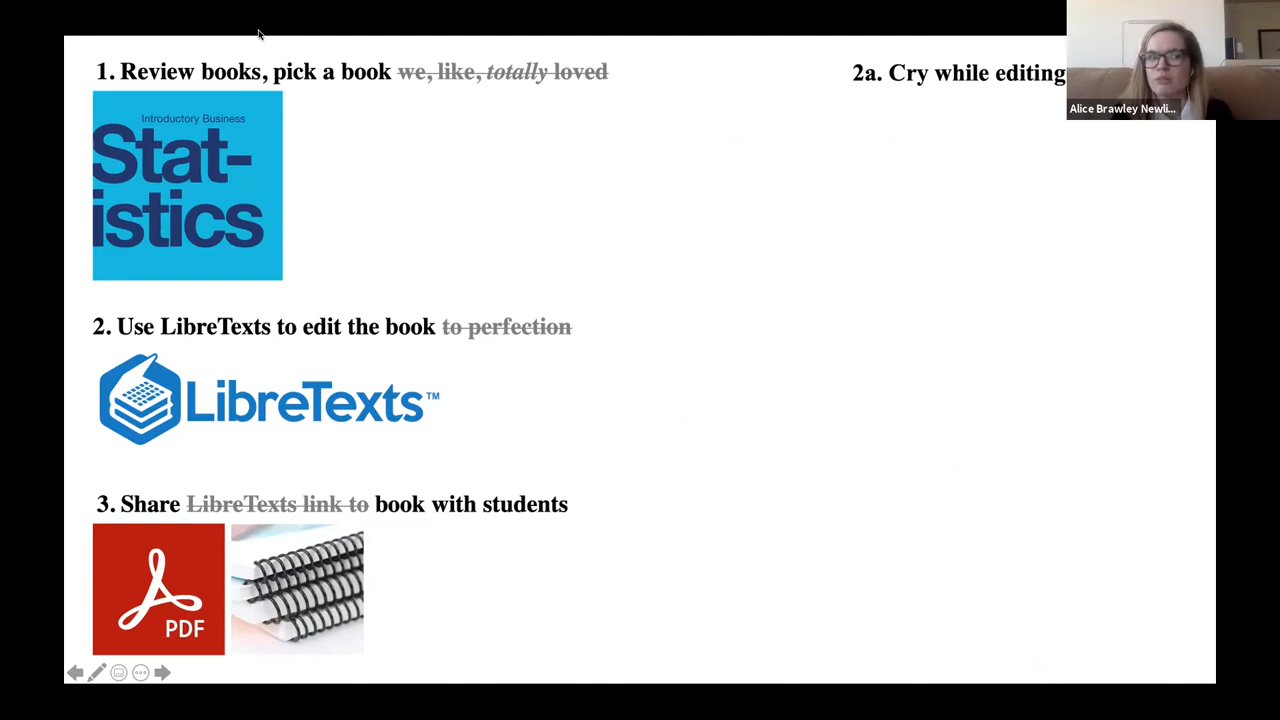 1. Review books, pick a book we, like, totally loved
2a. Cry while editing
Alice Brawley Newli...
Introductory Business
Stat-
istics
2. Use LibreTexts to edit the book to perfection
LibreTexts™
3. Share LibreTexts link to book with students
PDF